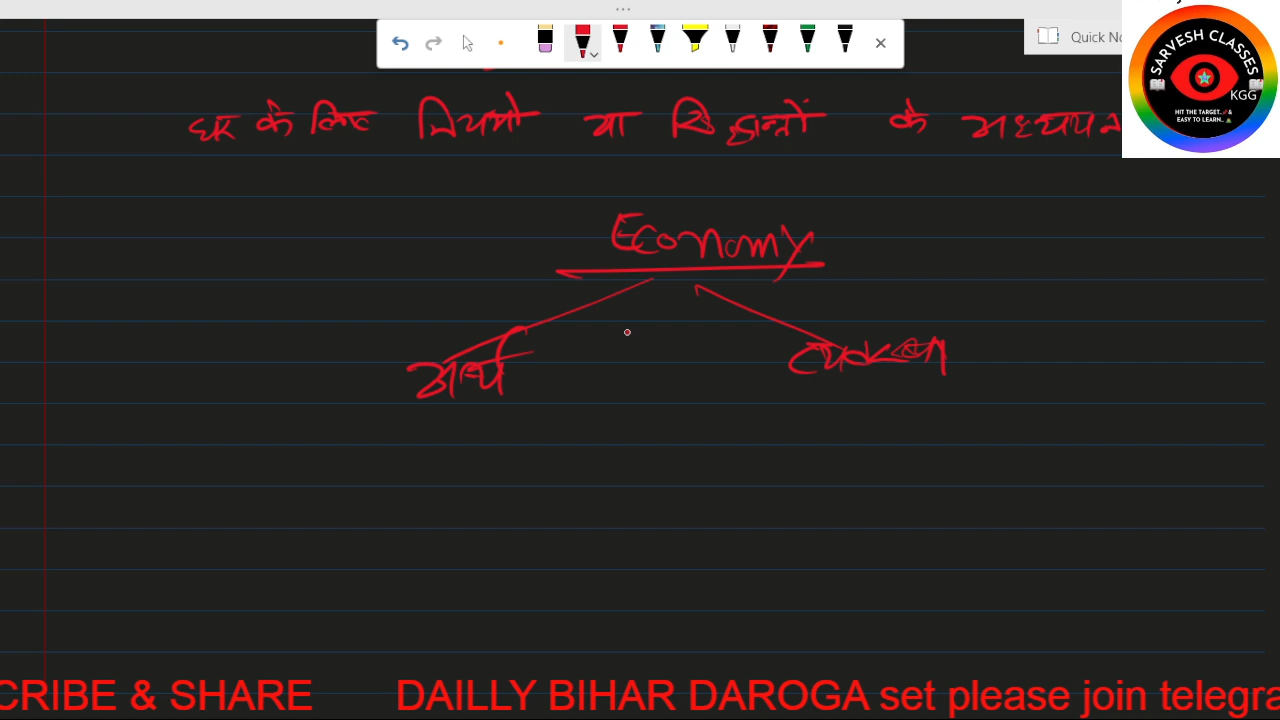 Quick No
SARVESH CLASSES
KGG
HIT THE TARGET.. &
EASY TO LEARN..
घर के लिए नियमो या सिद्धान्तों के अध्ययन
Economy
अर्थ व्यवस्था
CRIBE & SHARE DAILLY BIHAR DAROGA set please join telegra